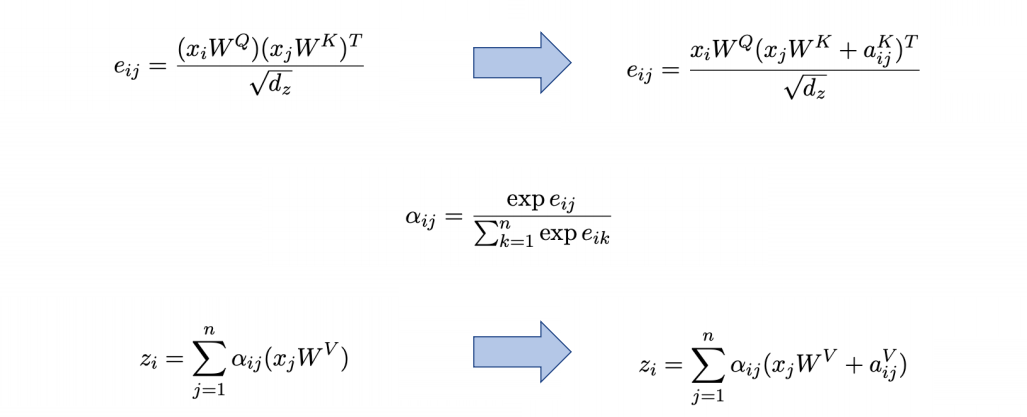 e_{ij} = \frac{(x_i W^Q)(x_j W^K)^T}{\sqrt{d_z}}
e_{ij} = \frac{x_i W^Q (x_j W^K + a_{ij}^K)^T}{\sqrt{d_z}}
\alpha_{ij} = \frac{\exp e_{ij}}{\sum_{k=1}^{n} \exp e_{ik}}
z_i = \sum_{j=1}^{n} \alpha_{ij} (x_j W^V)
z_i = \sum_{j=1}^{n} \alpha_{ij} (x_j W^V + a_{ij}^V)